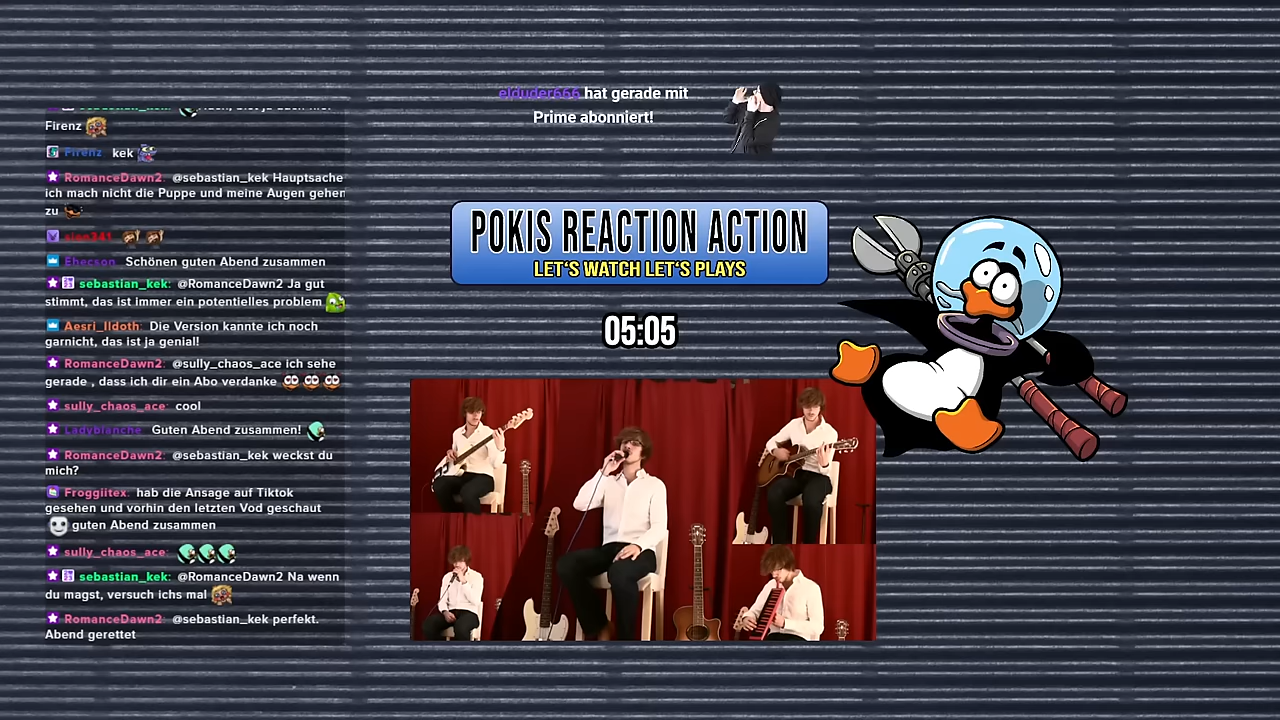 Firenz
Firenz kek
RomanceDawn2: @sebastian_kek Hauptsache
ich mach nicht die Puppe und meine Augen gehen
zu
Ehecson: Schönen guten Abend zusammen
sebastian_kek: @RomanceDawn2 Ja gut
stimmt, das ist immer ein potentielles problem
Aesri_Ildoth: Die Version kannte ich noch
garnicht, das ist ja genial!
RomanceDawn2: @sully_chaos_ace ich sehe
gerade , dass ich dir ein Abo verdanke
sully_chaos_ace: cool
Ladyblanche: Guten Abend zusammen!
RomanceDawn2: @sebastian_kek weckst du
mich?
Froggiitex: hab die Ansage auf Tiktok
gesehen und vorhin den letzten Vod geschaut
guten Abend zusammen
sully_chaos_ace:
sebastian_kek: @RomanceDawn2 Na wenn
du magst, versuch ichs mal
RomanceDawn2: @sebastian_kek perfekt.
Abend gerettet
elduder666 hat gerade mit
Prime abonniert!
POKIS REACTION ACTION
LET'S WATCH LET'S PLAYS
05:05